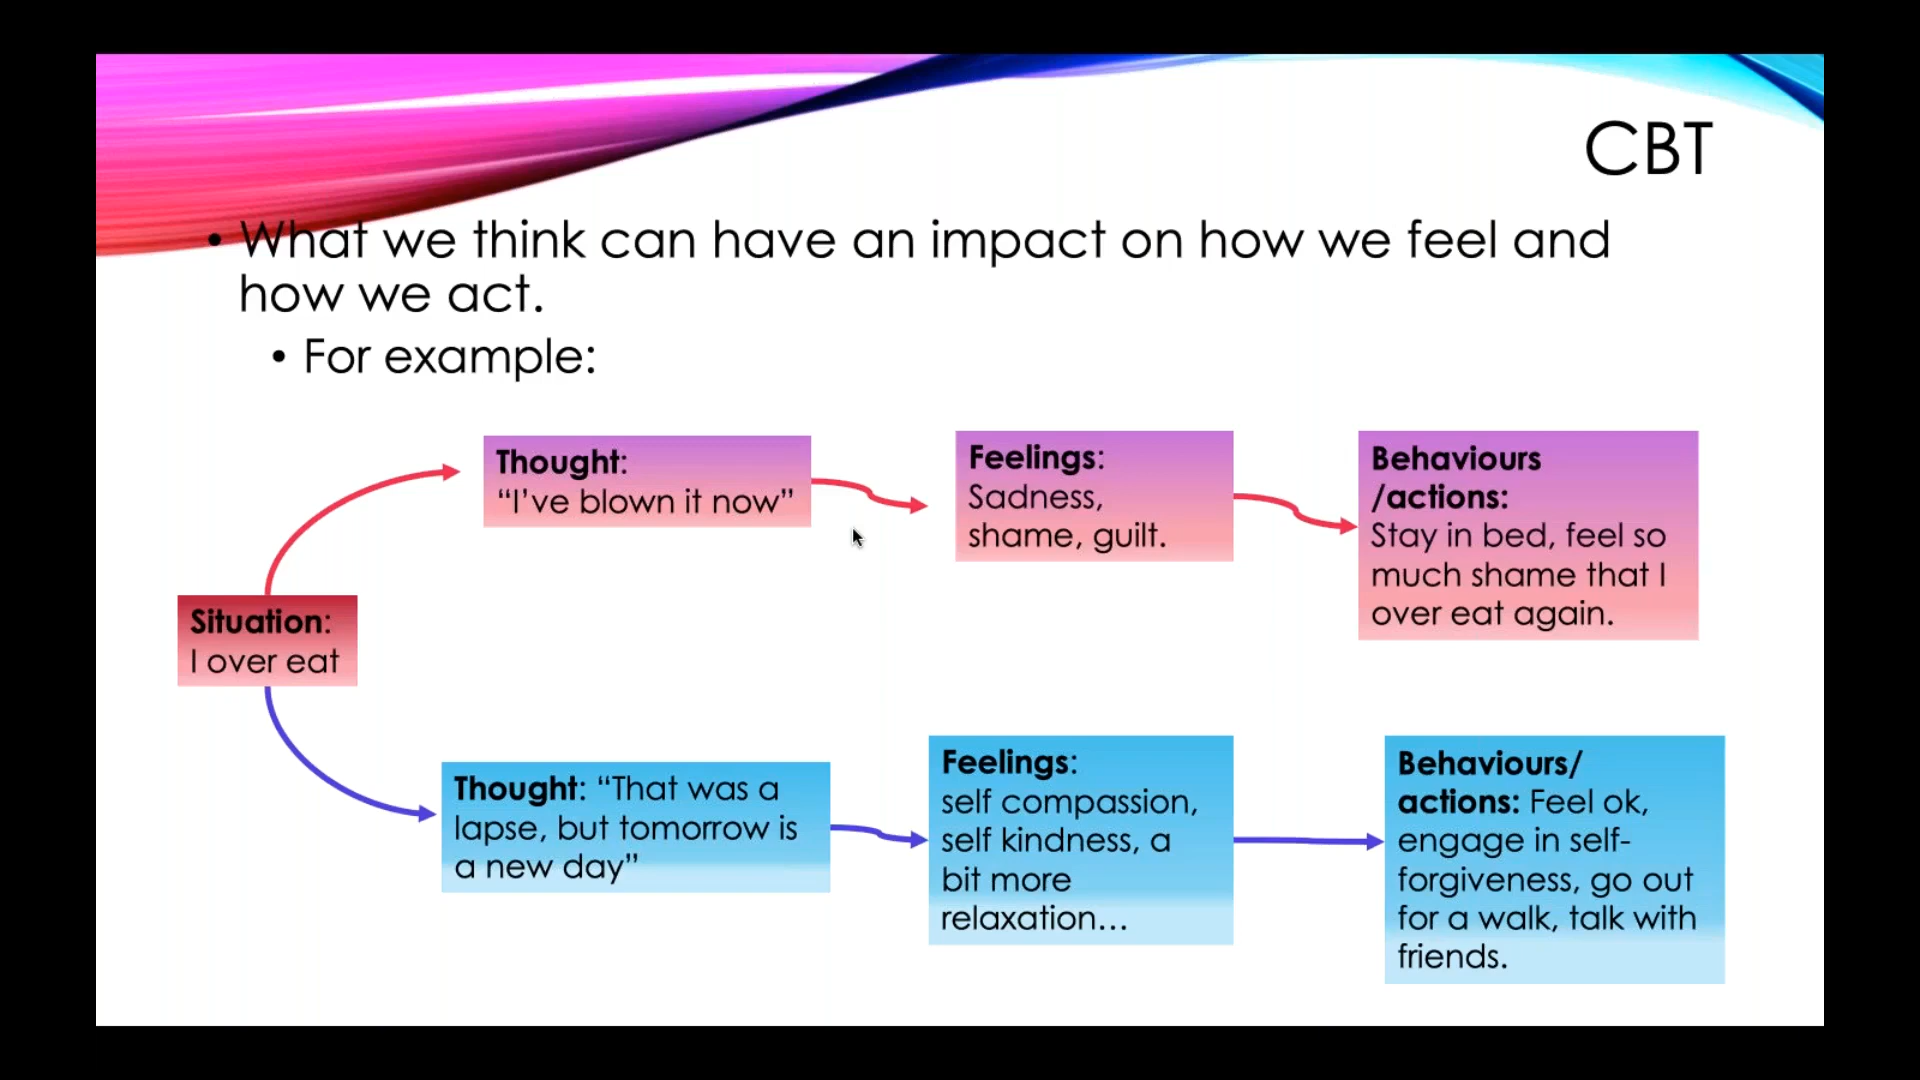 CBT
• What we think can have an impact on how we feel and
how we act.
• For example:
Thought:
“I’ve blown it now”
Feelings:
Sadness,
shame, guilt.
Behaviours
/actions:
Stay in bed, feel so
much shame that I
over eat again.
Situation:
I over eat
Thought: “That was a
lapse, but tomorrow is
a new day”
Feelings:
self compassion,
self kindness, a
bit more
relaxation…
Behaviours/
actions: Feel ok,
engage in self-
forgiveness, go out
for a walk, talk with
friends.